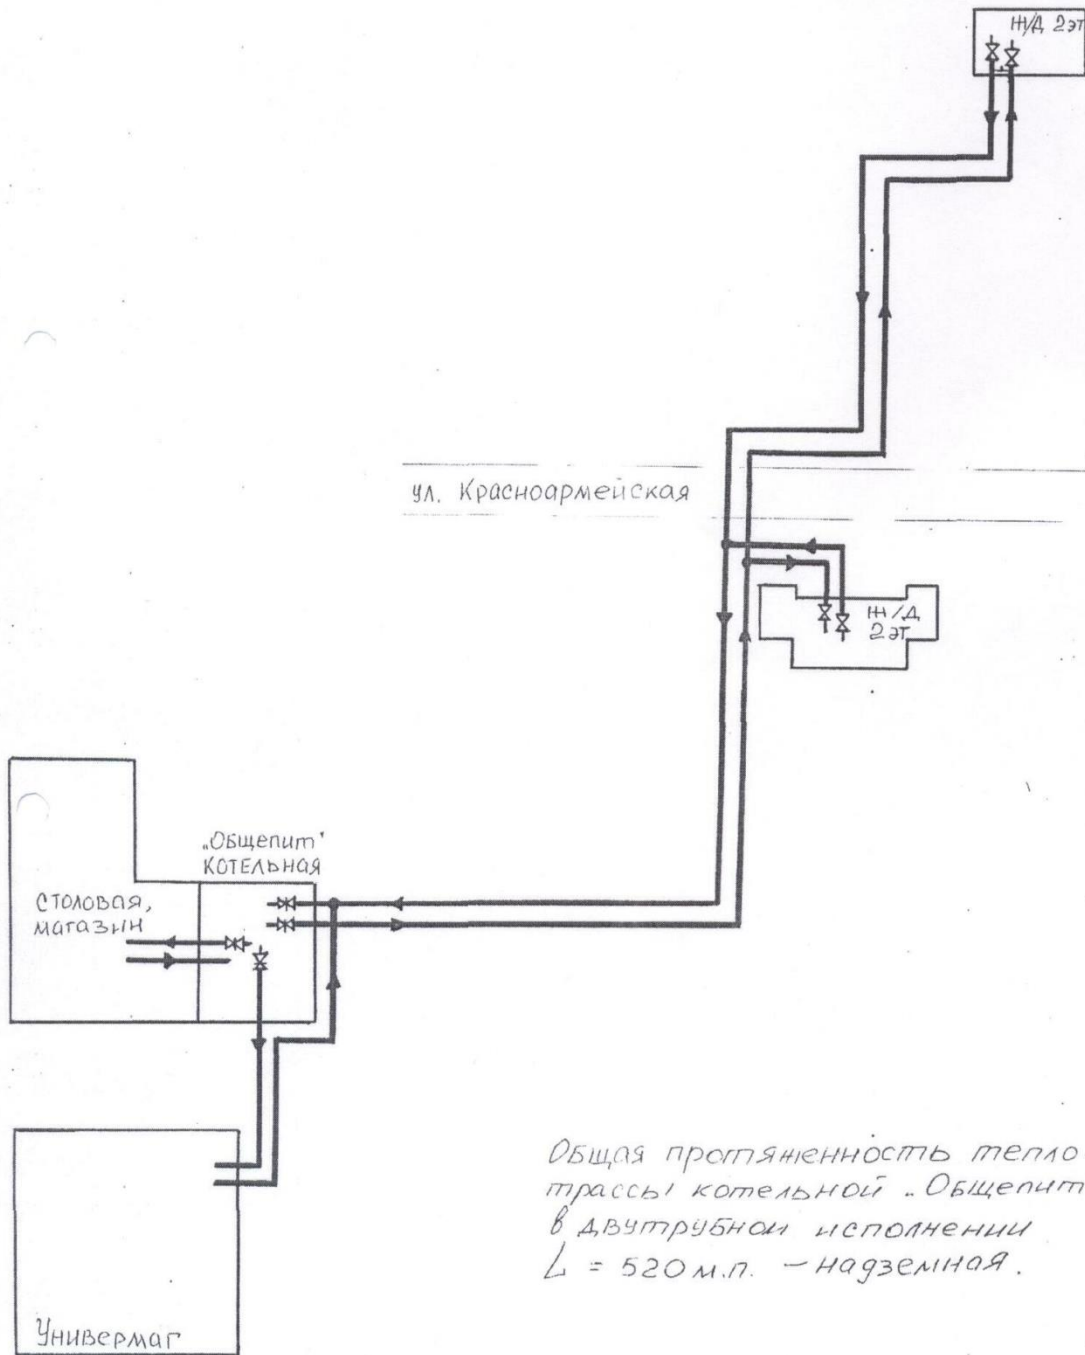 Ж/Д 2эт
ул. Красноармейская
Ж/Д
2эт
„Общепит"
КОТЕЛЬНАЯ
СТОЛОВАЯ,
магазин
Общая протяженность тепло
трассы котельной „Общепит
в двутрубном исполнении
L = 520 м.п. – надземная.
Универмаг